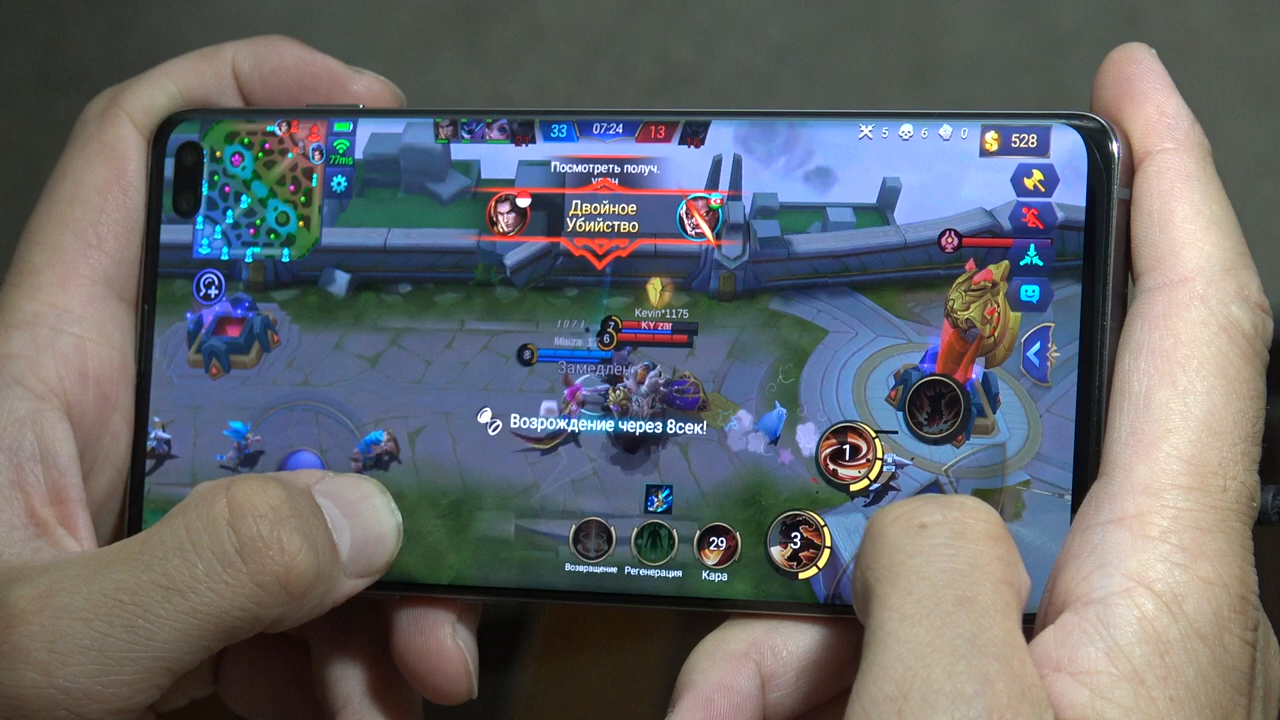 33 07:24 13
5 6 0
528
77ms
Посмотреть получ.
урон
Двойное
Убийство
Kevin*1175
7 KY zar
6
8
Замедлен
Возрождение через 8сек!
1
3
29
Возвращение Регенерация Кара